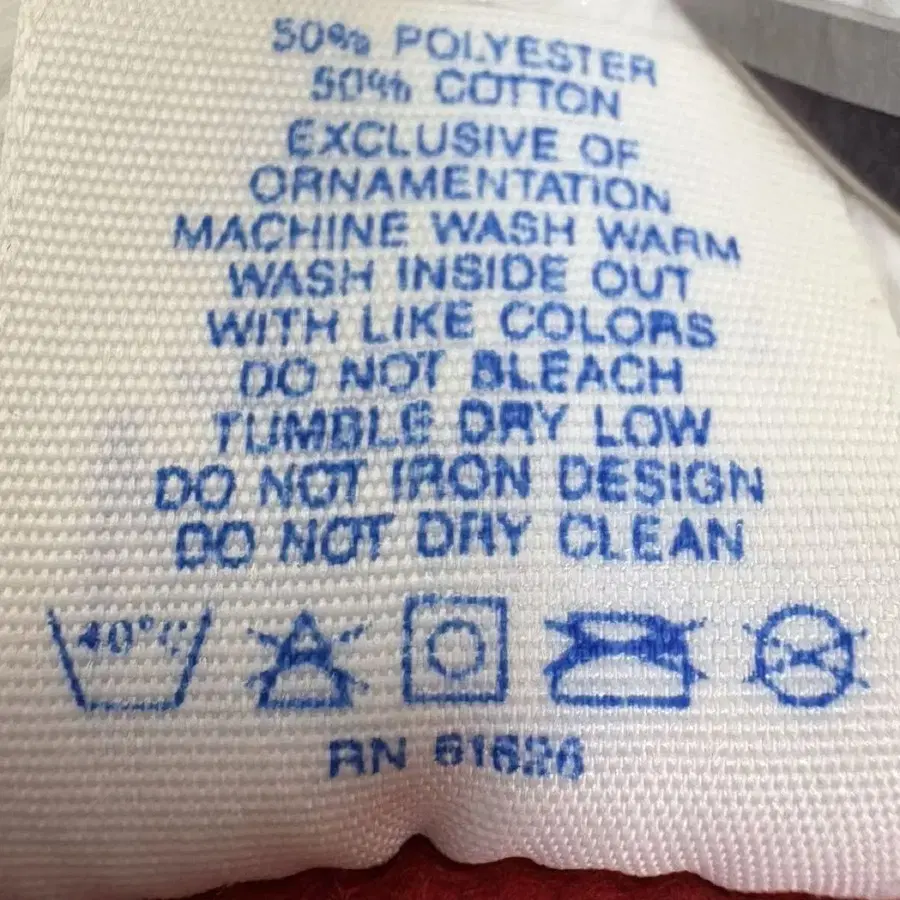 50% POLYESTER
50% COTTON
EXCLUSIVE OF
ORNAMENTATION
MACHINE WASH WARM
WASH INSIDE OUT
WITH LIKE COLORS
DO NOT BLEACH
TUMBLE DRY LOW
DO NOT IRON DESIGN
DO NOT DRY CLEAN
40°C
RN